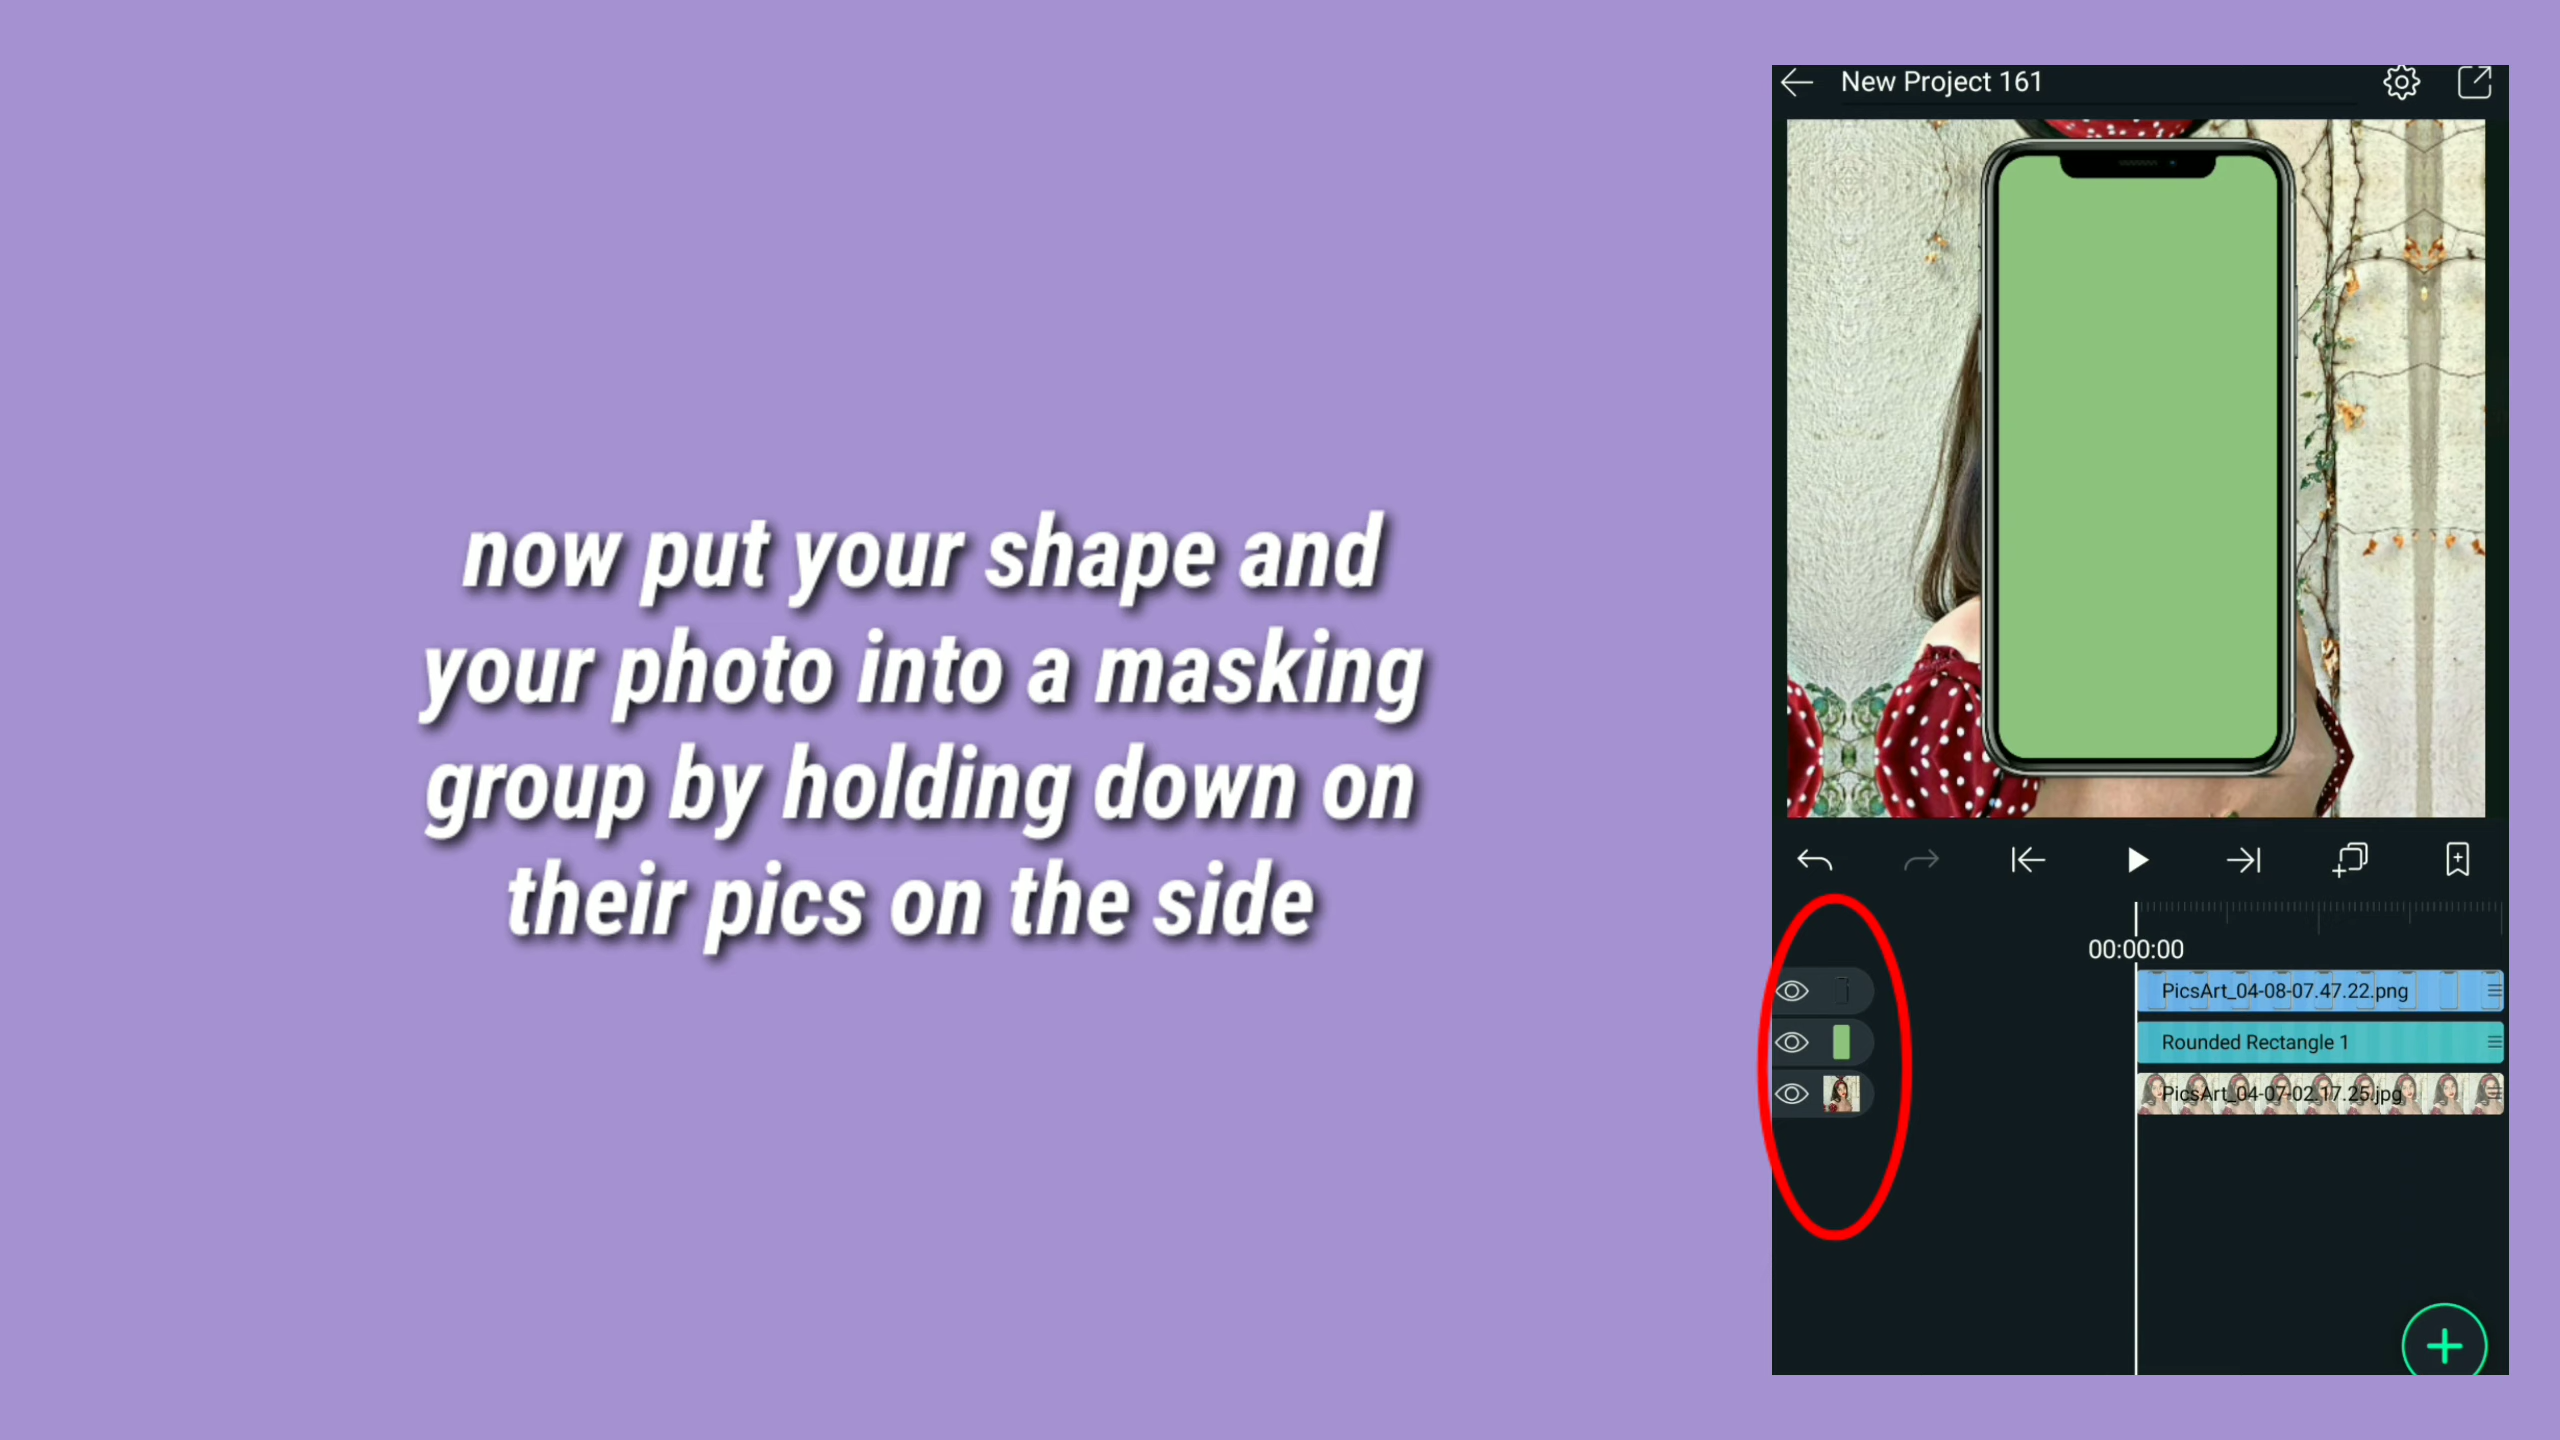 now put your shape and
your photo into a masking
group by holding down on
their pics on the side
New Project 161
00:00:00
PicsArt_04-08-07.47.22.png
Rounded Rectangle 1
PicsArt_04-07-02.17.25.jpg